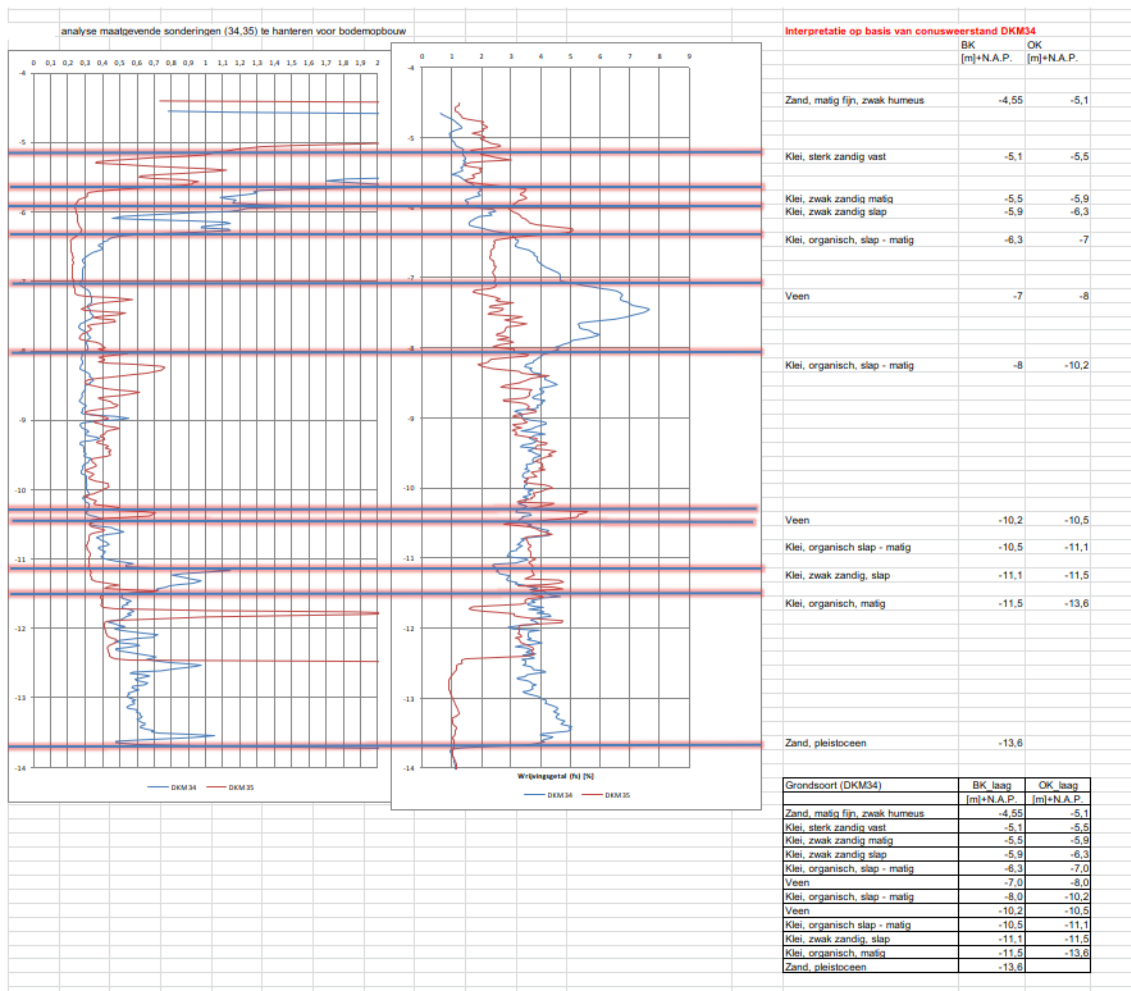 analyse maatgevende sonderingen (34,35) te hanteren voor bodemopbouw
0 0,1 0,2 0,3 0,4 0,5 0,6 0,7 0,8 0,9 1 1,1 1,2 1,3 1,4 1,5 1,6 1,7 1,8 1,9 2
-4
-5
-6
-7
-8
-9
-10
-11
-12
-13
-14
DKM34 DKM35
0 1 2 3 4 5 6 7 8 9
-4
-5
-6
-7
-8
-9
-10
-11
-12
-13
-14
Wrijvingsgetal (fs) [%]
DKM34 DKM35
Interpretatie op basis van conusweerstand DKM34
BK OK
[m]+N.A.P. [m]+N.A.P.
Zand, matig fijn, zwak humeus -4,55 -5,1
Klei, sterk zandig vast -5,1 -5,5
Klei, zwak zandig matig -5,5 -5,9
Klei, zwak zandig slap -5,9 -6,3
Klei, organisch, slap - matig -6,3 -7
Veen -7 -8
Klei, organisch, slap - matig -8 -10,2
Veen -10,2 -10,5
Klei, organisch slap - matig -10,5 -11,1
Klei, zwak zandig, slap -11,1 -11,5
Klei, organisch, matig -11,5 -13,6
Zand, pleistoceen -13,6
Grondsoort (DKM34) BK_laag OK_laag
[m]+N.A.P. [m]+N.A.P.
Zand, matig fijn, zwak humeus -4,55 -5,1
Klei, sterk zandig vast -5,1 -5,5
Klei, zwak zandig matig -5,5 -5,9
Klei, zwak zandig slap -5,9 -6,3
Klei, organisch, slap - matig -6,3 -7,0
Veen -7,0 -8,0
Klei, organisch, slap - matig -8,0 -10,2
Veen -10,2 -10,5
Klei, organisch slap - matig -10,5 -11,1
Klei, zwak zandig, slap -11,1 -11,5
Klei, organisch, matig -11,5 -13,6
Zand, pleistoceen -13,6